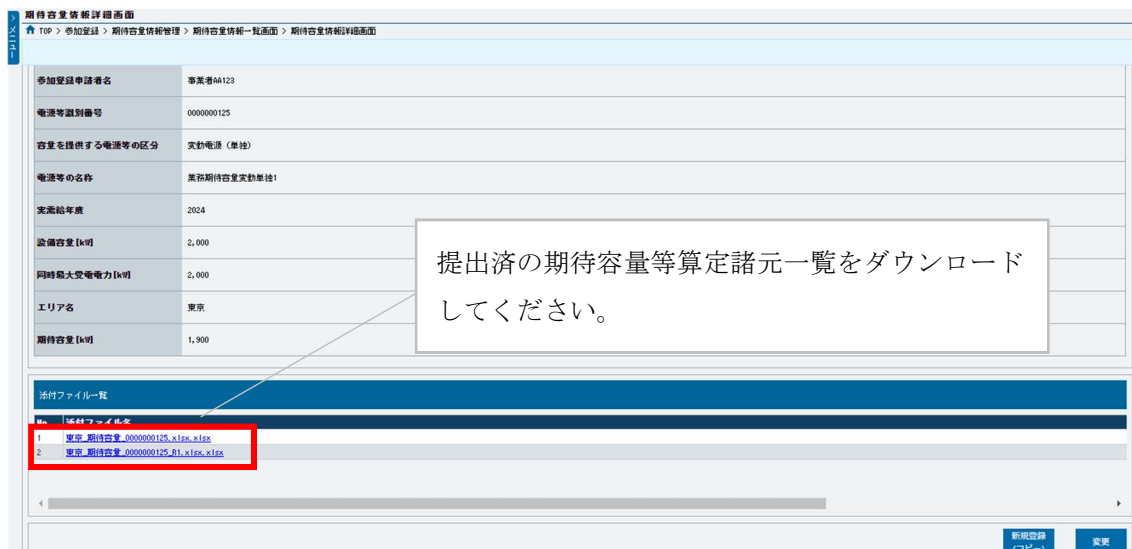 期待容量情報詳細画面
> メニュー
TOP > 参加登録 > 期待容量情報管理 > 期待容量情報一覧画面 > 期待容量情報詳細画面
参加登録申請者名 事業者AA123
電源等識別番号 0000000125
容量を提供する電源等の区分 変動電源（単独）
電源等の名称 業務期待容量変動単独1
実需給年度 2024
設備容量[kW] 2,000
同時最大受電電力[kW] 2,000
エリア名 東京
期待容量[kW] 1,900
提出済の期待容量等算定諸元一覧をダウンロード
してください。
添付ファイル一覧
No 添付ファイル名
1 東京_期待容量_0000000125.xlsx.xlsx
2 東京_期待容量_0000000125_R1.xlsx.xlsx
新規登録
(コピー)
変更